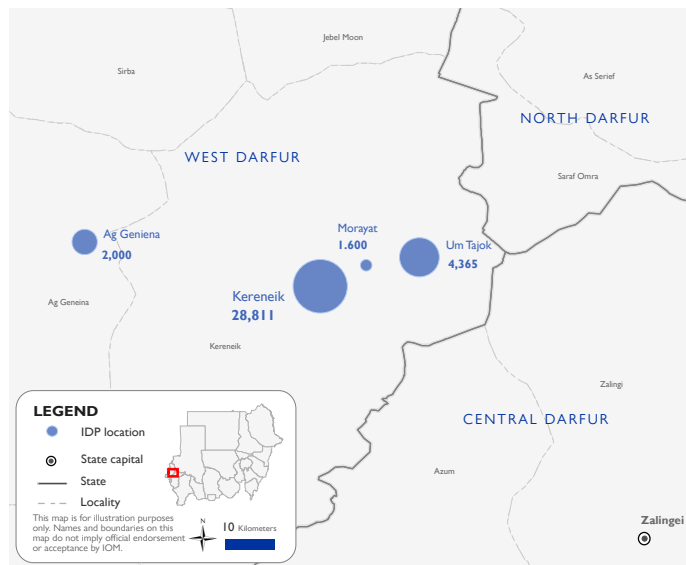 Jebel Moon
Sirba
As Serief
NORTH DARFUR
WEST DARFUR
Saraf Omra
Morayat
1.600
Ag Geniena
2,000
Um Tajok
4,365
Kereneik
28,811
Ag Geneina
Kereneik
Zalingi
CENTRAL DARFUR
Azum
Zalingei
LEGEND
IDP location
State capital
State
Locality
This map is for illustration purposes
only. Names and boundaries on this
map do not imply official endorsement
or acceptance by IOM.
N
10 Kilometers